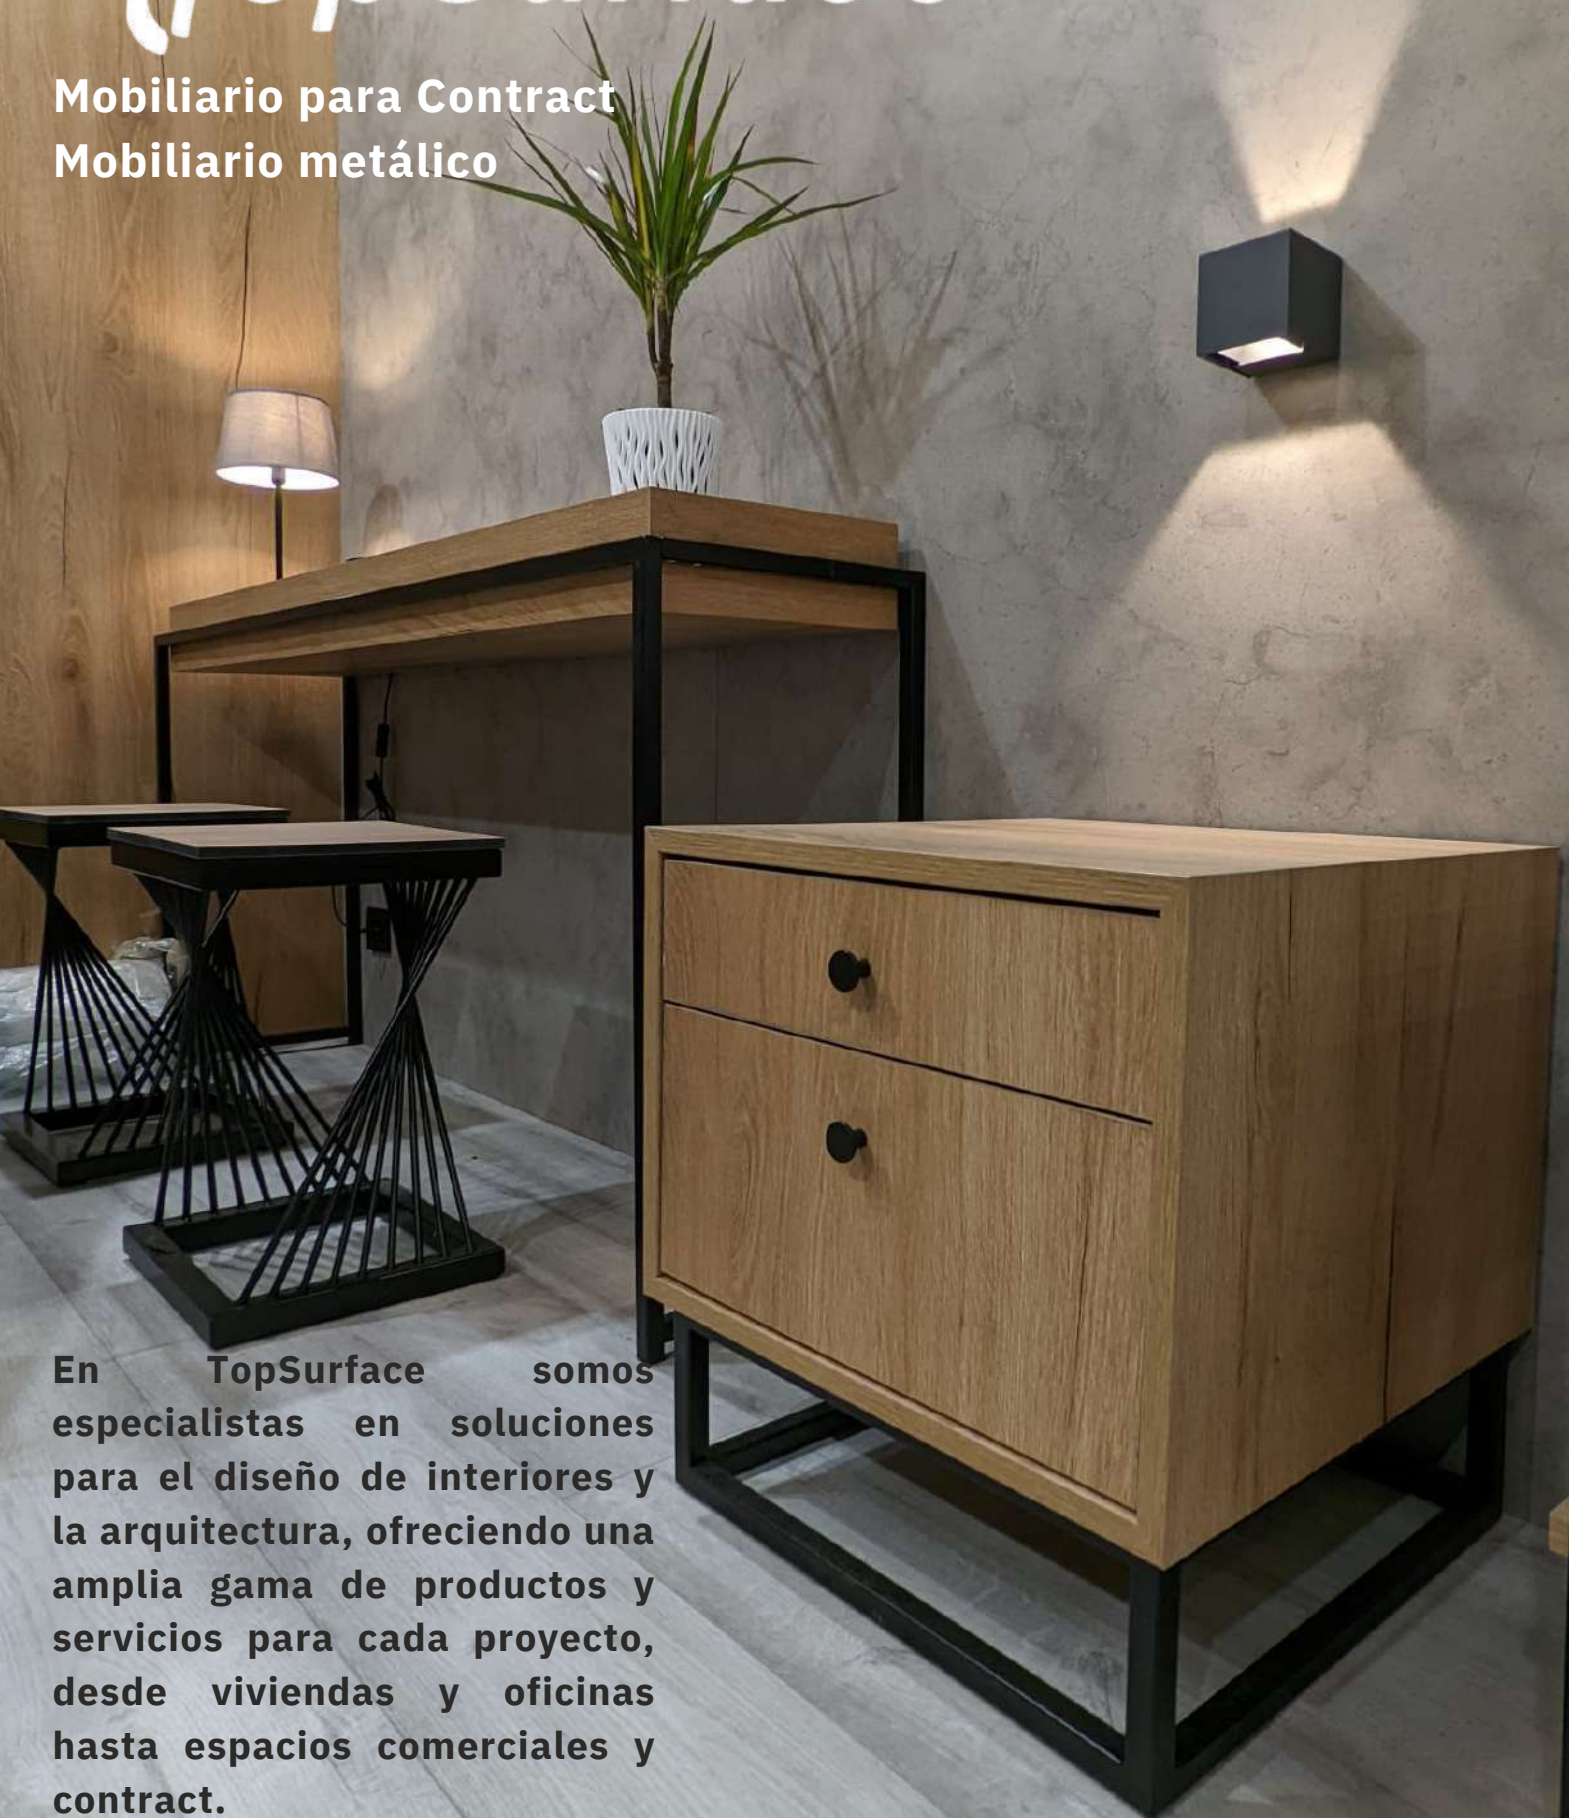 Mobiliario para Contract
Mobiliario metálico
En TopSurface somos
especialistas en soluciones
para el diseño de interiores y
la arquitectura, ofreciendo una
amplia gama de productos y
servicios para cada proyecto,
desde viviendas y oficinas
hasta espacios comerciales y
contract.